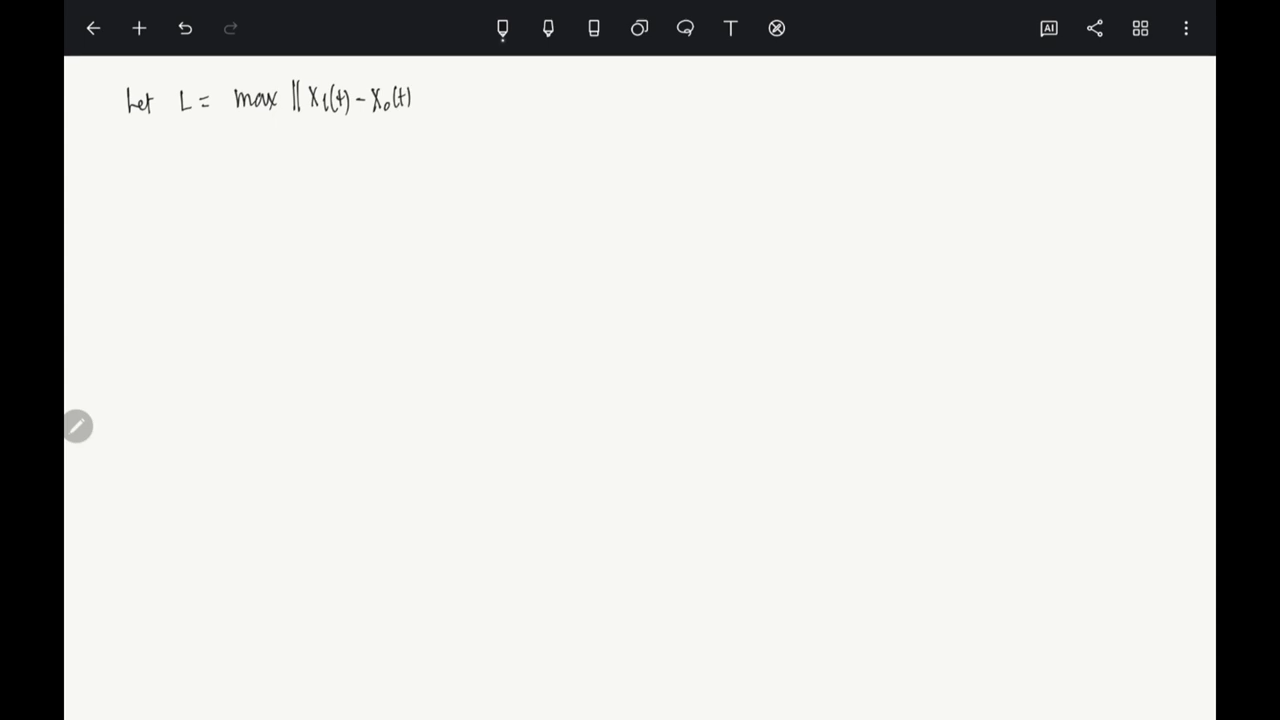 Let L = max || X₁(t) - X₀(t)